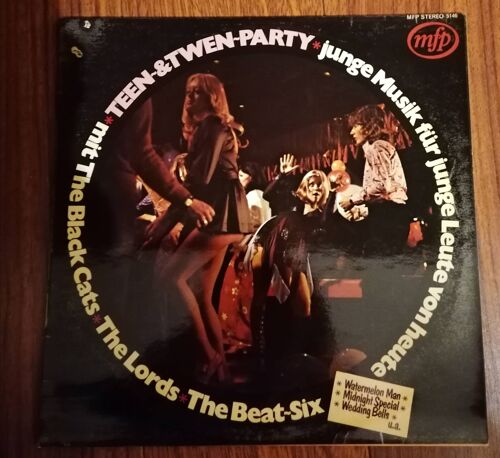 MFP STEREO 5146
mfp
*TEEN-&TWEN-PARTY*junge Musik für junge Leute von heute
mit The Black Cats*The Lords*The Beat-Six
*Watermelon Man*
*Midnight Special*
*Wedding Bells*
u.a.